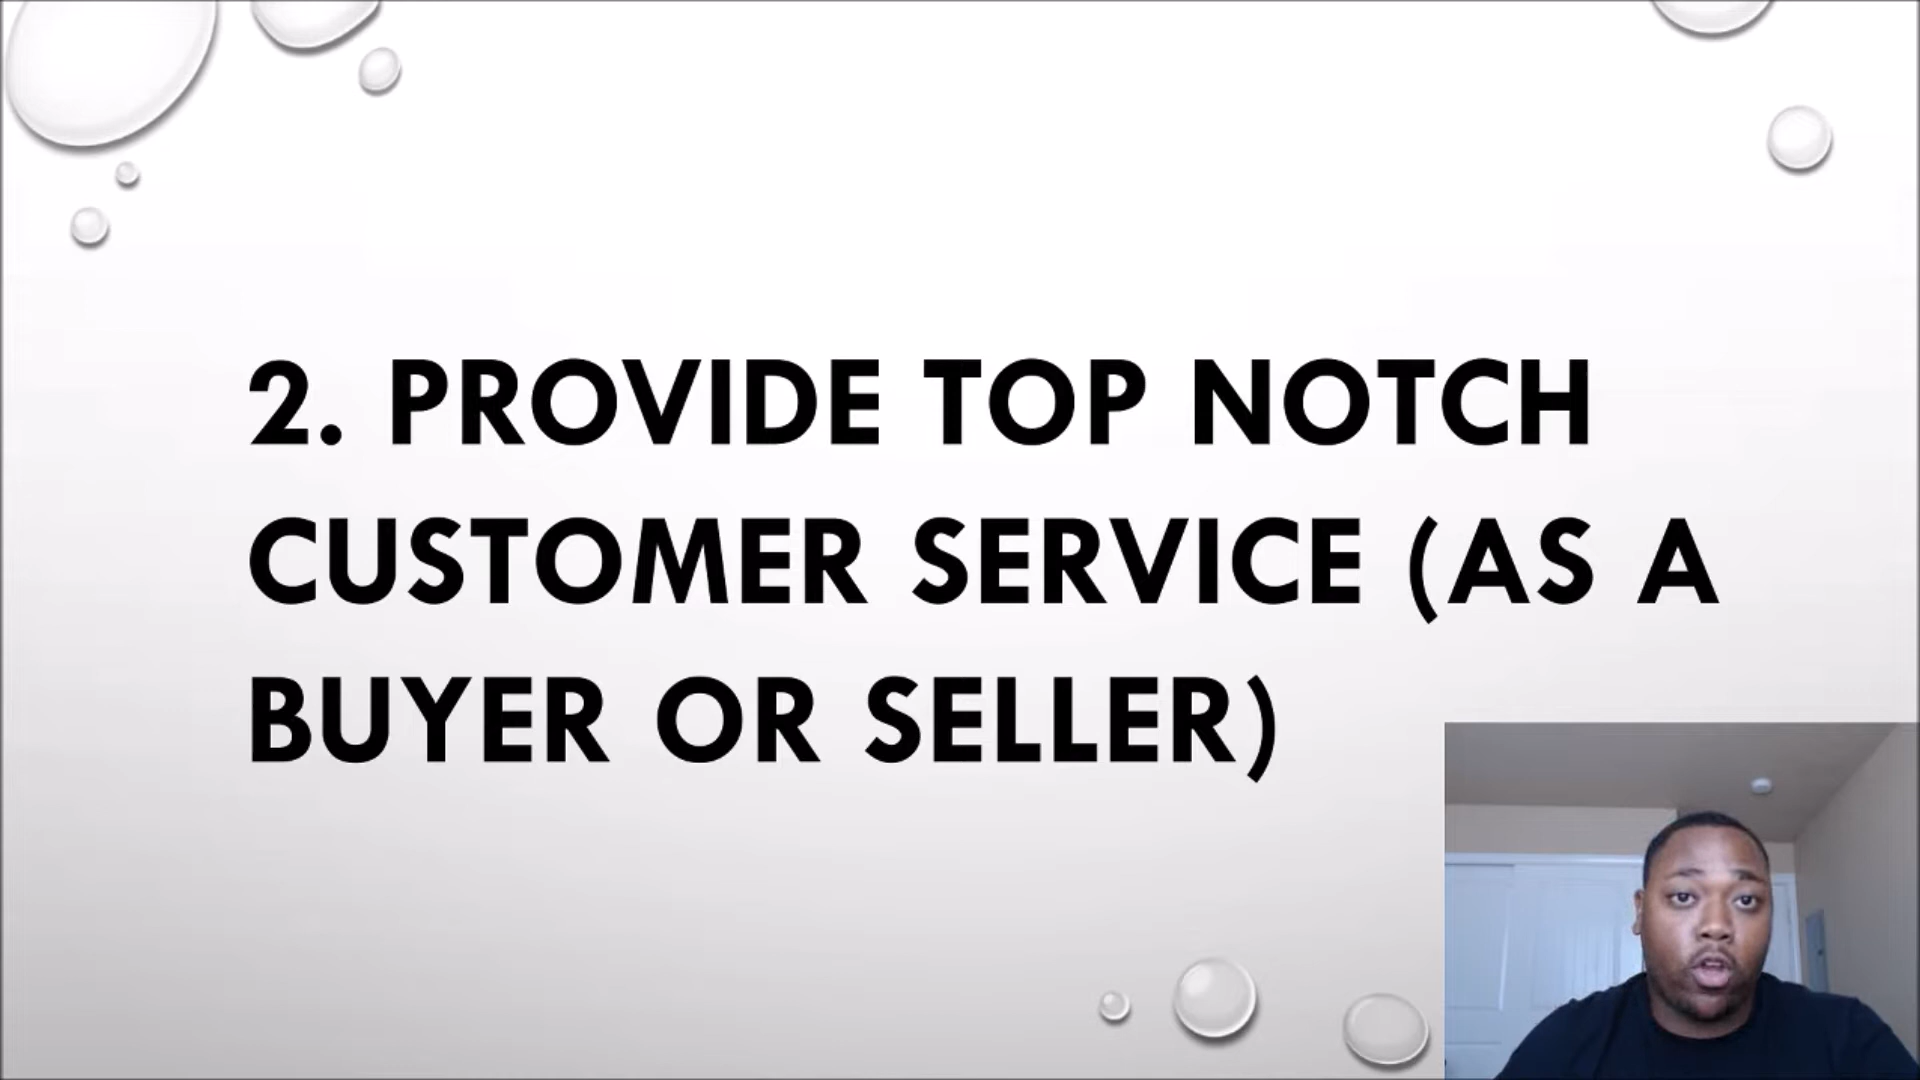 2. PROVIDE TOP NOTCH
CUSTOMER SERVICE (AS A
BUYER OR SELLER)